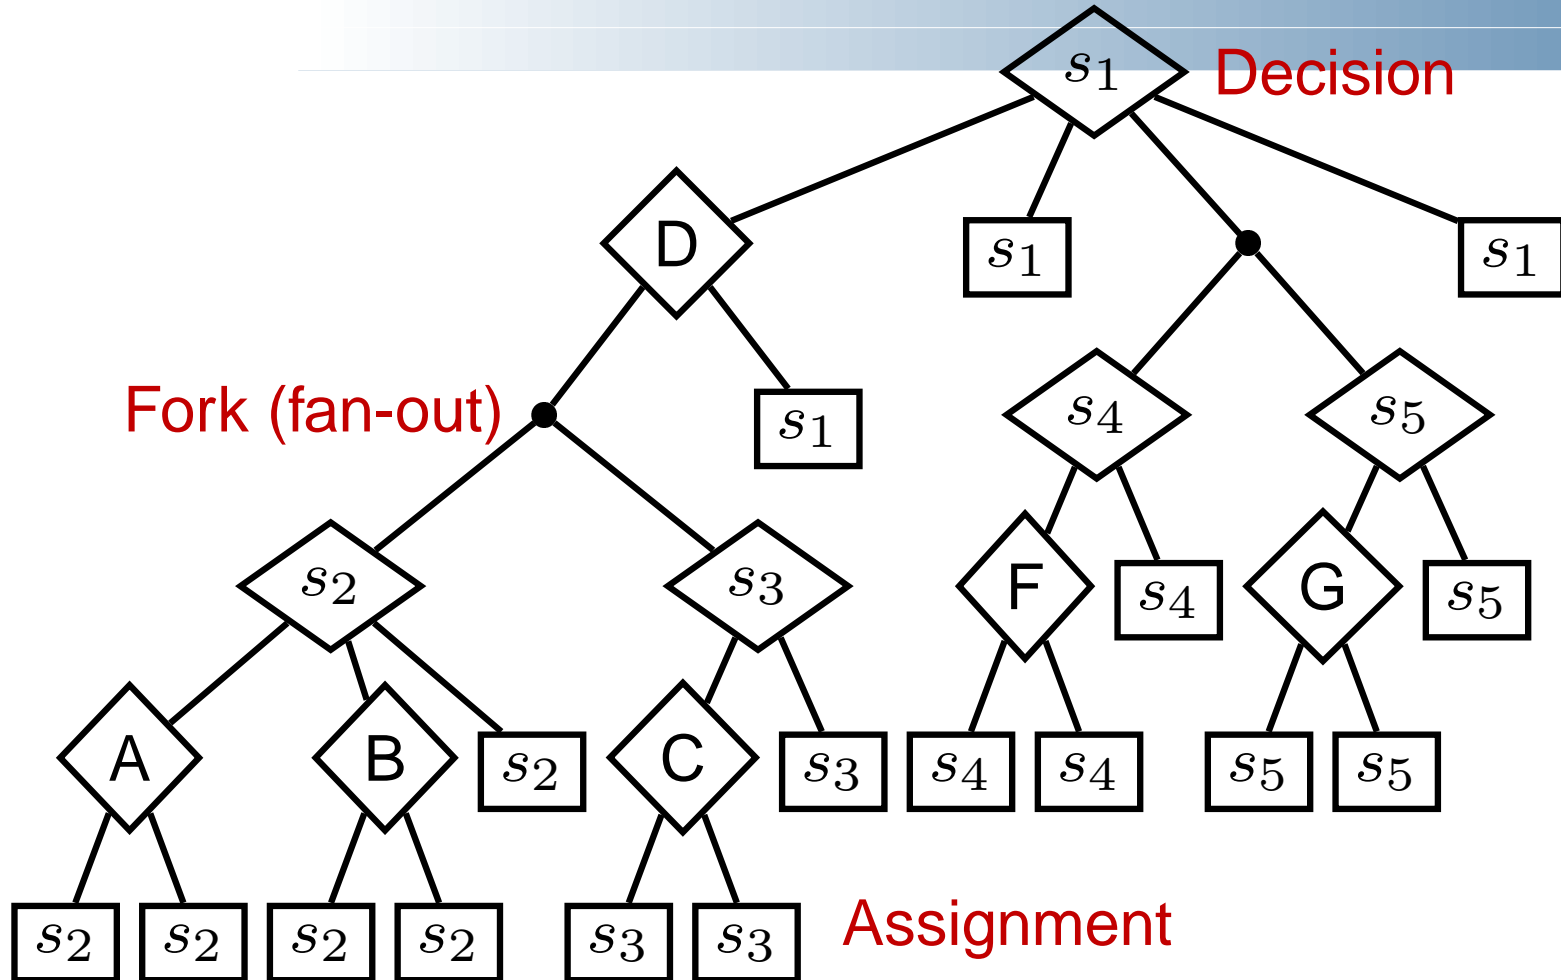 s1 Decision
D s1 s1
Fork (fan-out) s1 s4 s5
s2 s3 F s4 G s5
A B s2 C s3 s4 s4 s5 s5
s2 s2 s2 s2 s3 s3 Assignment